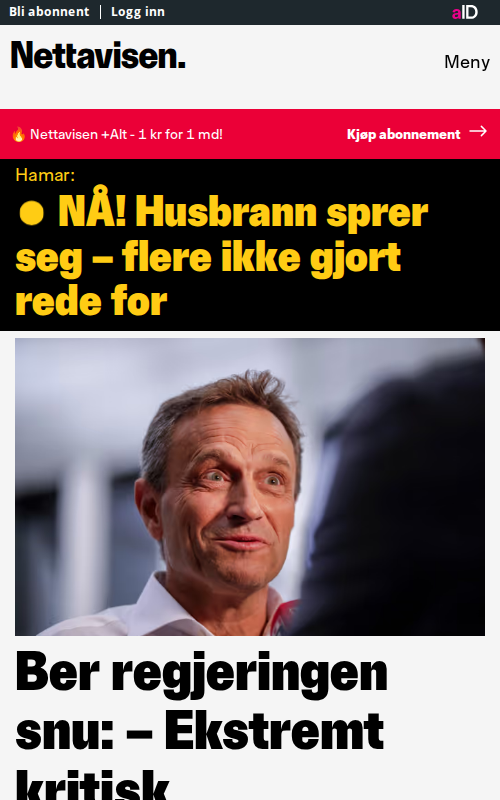 Bli abonnent | Logg inn
aID
Nettavisen.
Meny
🔥 Nettavisen +Alt - 1 kr for 1 md!
Kjøp abonnement →
Hamar:
● NÅ! Husbrann sprer
seg – flere ikke gjort
rede for
Ber regjeringen
snu: – Ekstremt
kritisk